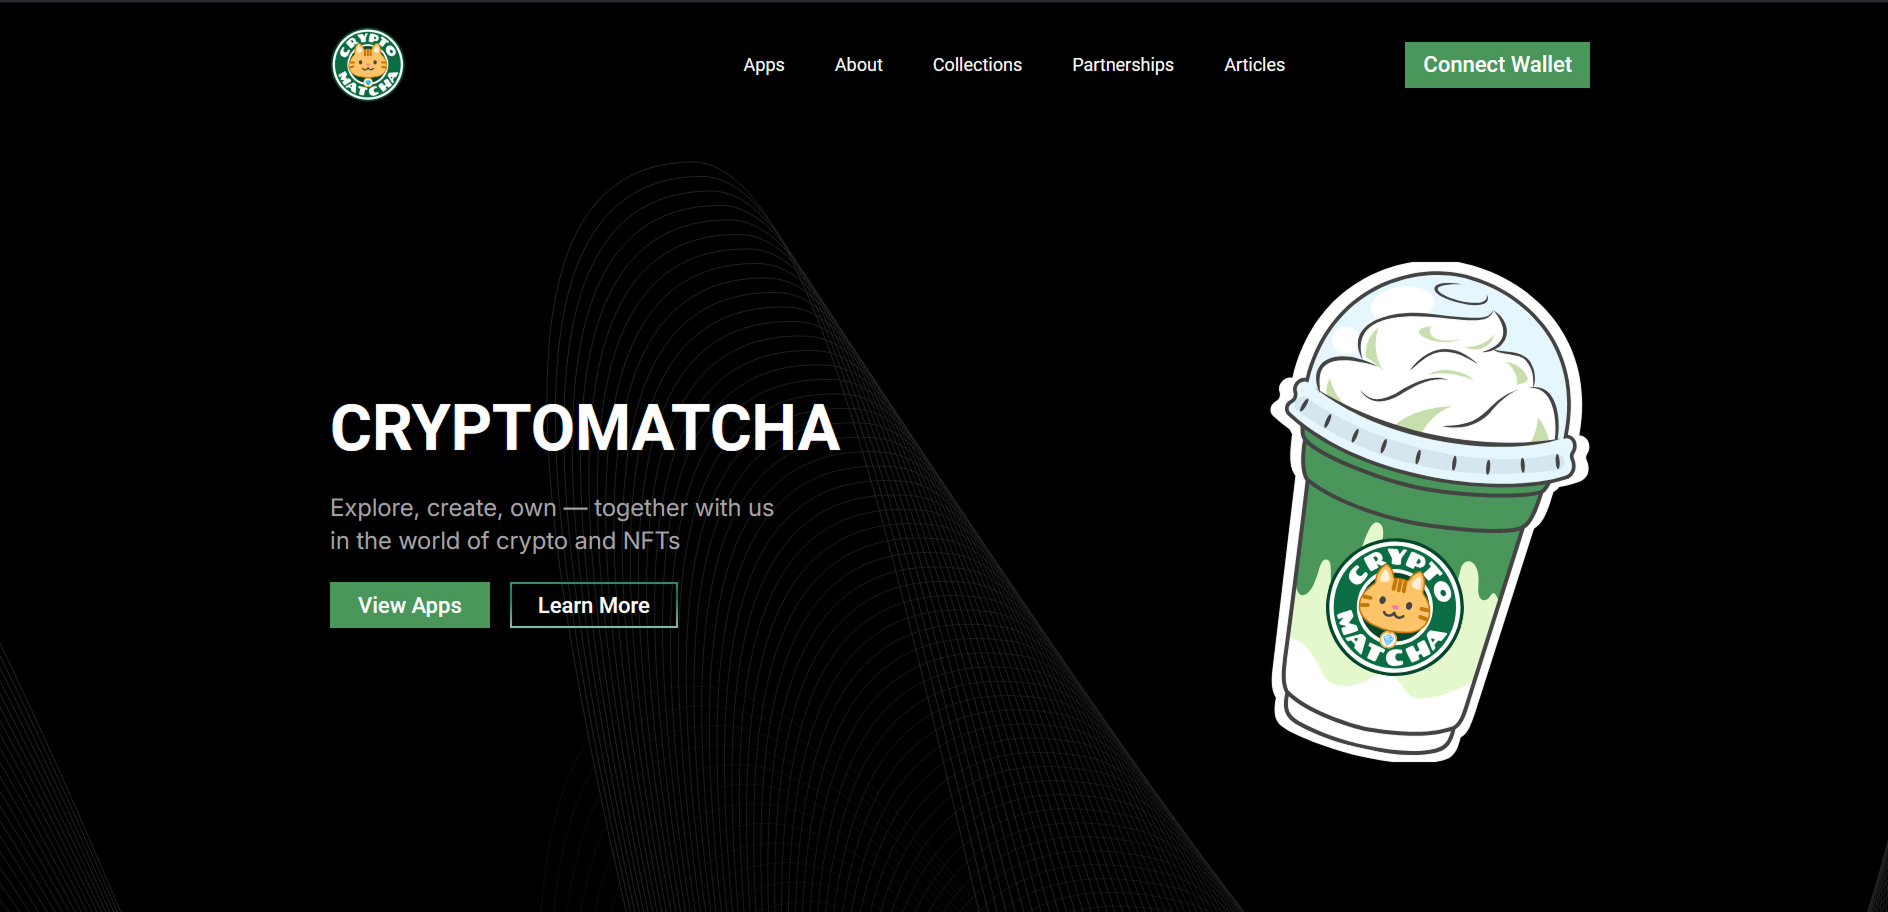 CRYPTO MATCHA
Apps
About
Collections
Partnerships
Articles
Connect Wallet
CRYPTOMATCHA
Explore, create, own — together with us
in the world of crypto and NFTs
View Apps
Learn More
CRYPTO MATCHA